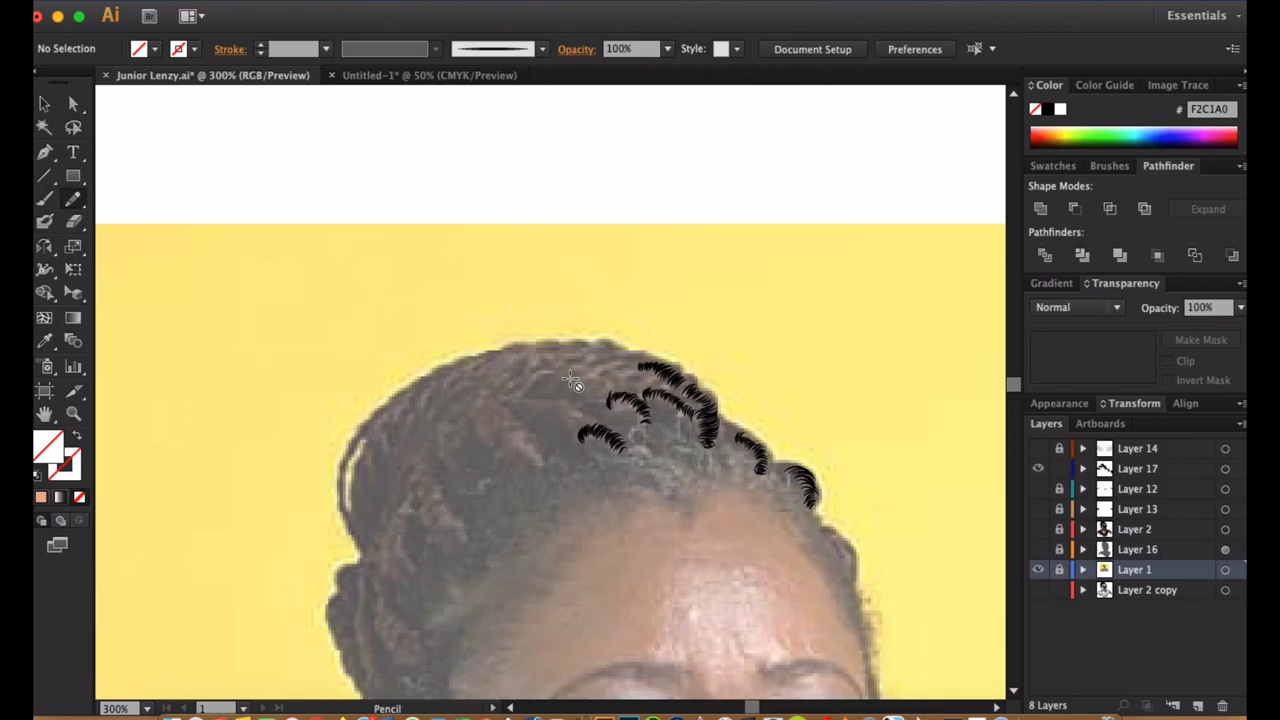 Ai Br Essentials
No Selection Stroke: Opacity: 100% Style: Document Setup Preferences
× Junior Lenzy.ai* @ 300% (RGB/Preview) × Untitled-1* @ 50% (CMYK/Preview)
Color Color Guide Image Trace
# F2C1A0
Swatches Brushes Pathfinder
Shape Modes:
Expand
Pathfinders:
Gradient Transparency
Normal Opacity: 100%
Make Mask
Clip
Invert Mask
Appearance Transform Align
Layers Artboards
Layer 14
Layer 17
Layer 12
Layer 13
Layer 2
Layer 16
Layer 1
Layer 2 copy
300% 1 Pencil 8 Layers